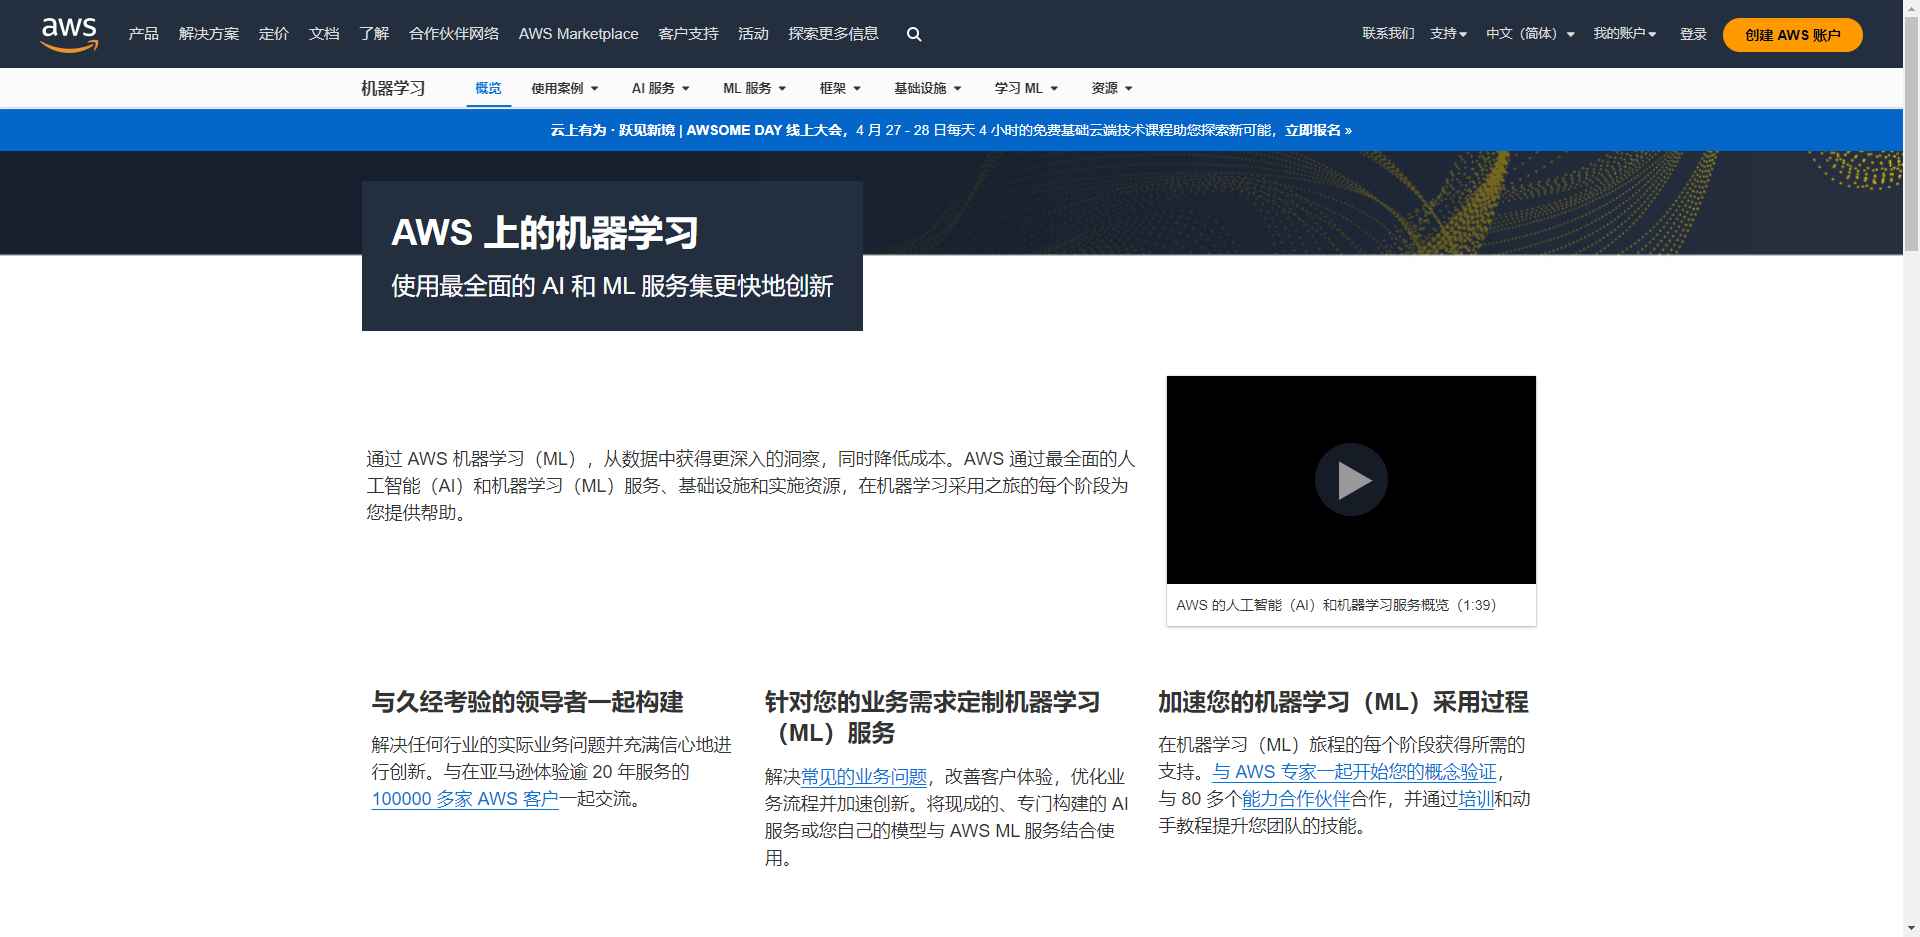 aws 产品 解决方案 定价 文档 了解 合作伙伴网络 AWS Marketplace 客户支持 活动 探索更多信息 联系我们 支持 中文（简体） 我的账户 登录 创建 AWS 账户
机器学习 概览 使用案例 AI 服务 ML 服务 框架 基础设施 学习 ML 资源
云上有为 · 跃见新境 | AWSOME DAY 线上大会，4 月 27 - 28 日每天 4 小时的免费基础云端技术课程助您探索新可能，立即报名 »
AWS 上的机器学习
使用最全面的 AI 和 ML 服务集更快地创新
通过 AWS 机器学习（ML），从数据中获得更深入的洞察，同时降低成本。AWS 通过最全面的人
工智能（AI）和机器学习（ML）服务、基础设施和实施资源，在机器学习采用之旅的每个阶段为
您提供帮助。
AWS 的人工智能（AI）和机器学习服务概览（1:39）
与久经考验的领导者一起构建
解决任何行业的实际业务问题并充满信心地进
行创新。与在亚马逊体验逾 20 年服务的
100000 多家 AWS 客户一起交流。
针对您的业务需求定制机器学习
（ML）服务
解决常见的业务问题，改善客户体验，优化业
务流程并加速创新。将现成的、专门构建的 AI
服务或您自己的模型与 AWS ML 服务结合使
用。
加速您的机器学习（ML）采用过程
在机器学习（ML）旅程的每个阶段获得所需的
支持。与 AWS 专家一起开始您的概念验证，
与 80 多个能力合作伙伴合作，并通过培训和动
手教程提升您团队的技能。